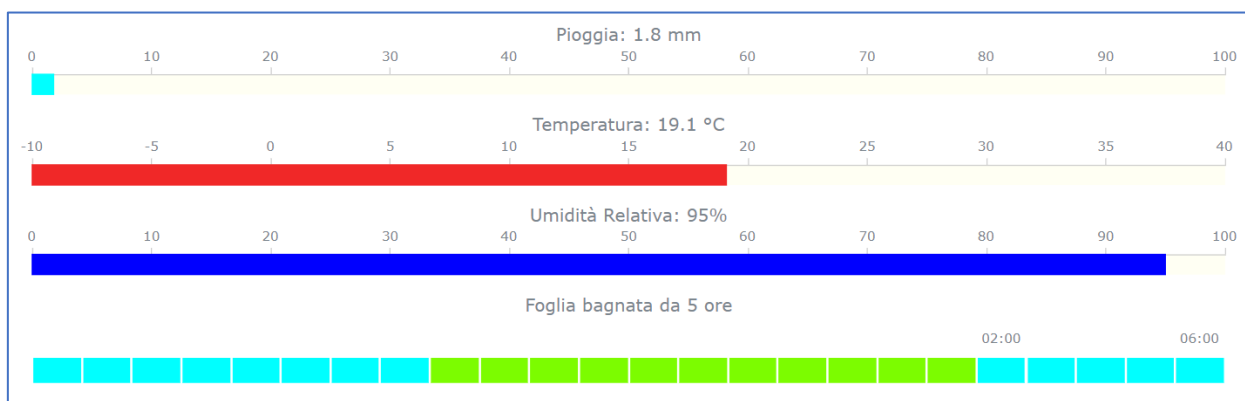 Pioggia: 1.8 mm
0 10 20 30 40 50 60 70 80 90 100
Temperatura: 19.1 °C
-10 -5 0 5 10 15 20 25 30 35 40
Umidità Relativa: 95%
0 10 20 30 40 50 60 70 80 90 100
Foglia bagnata da 5 ore
02:00 06:00